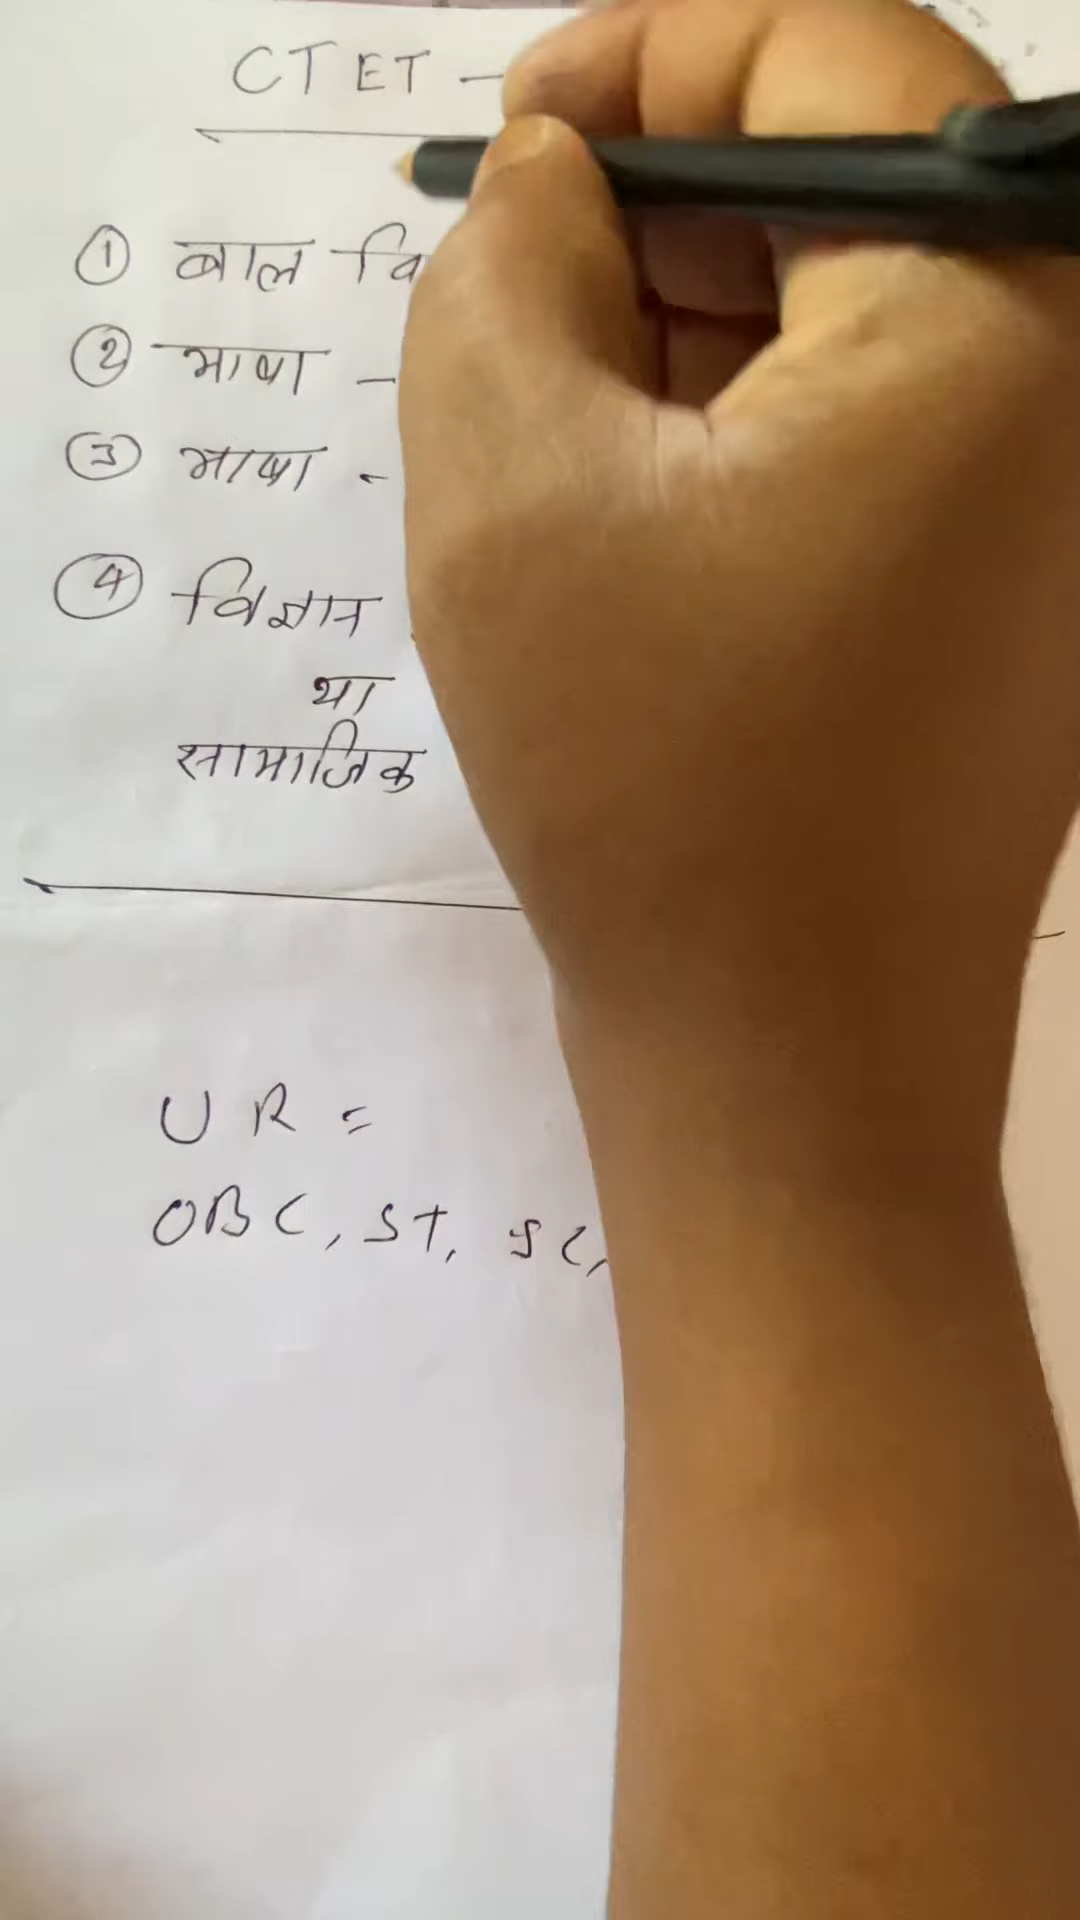 CTET -
① बाल वि
② भाषा -
③ भाषा -
④ विज्ञान
या
सामाजिक
UR =
OBC, ST, SC,